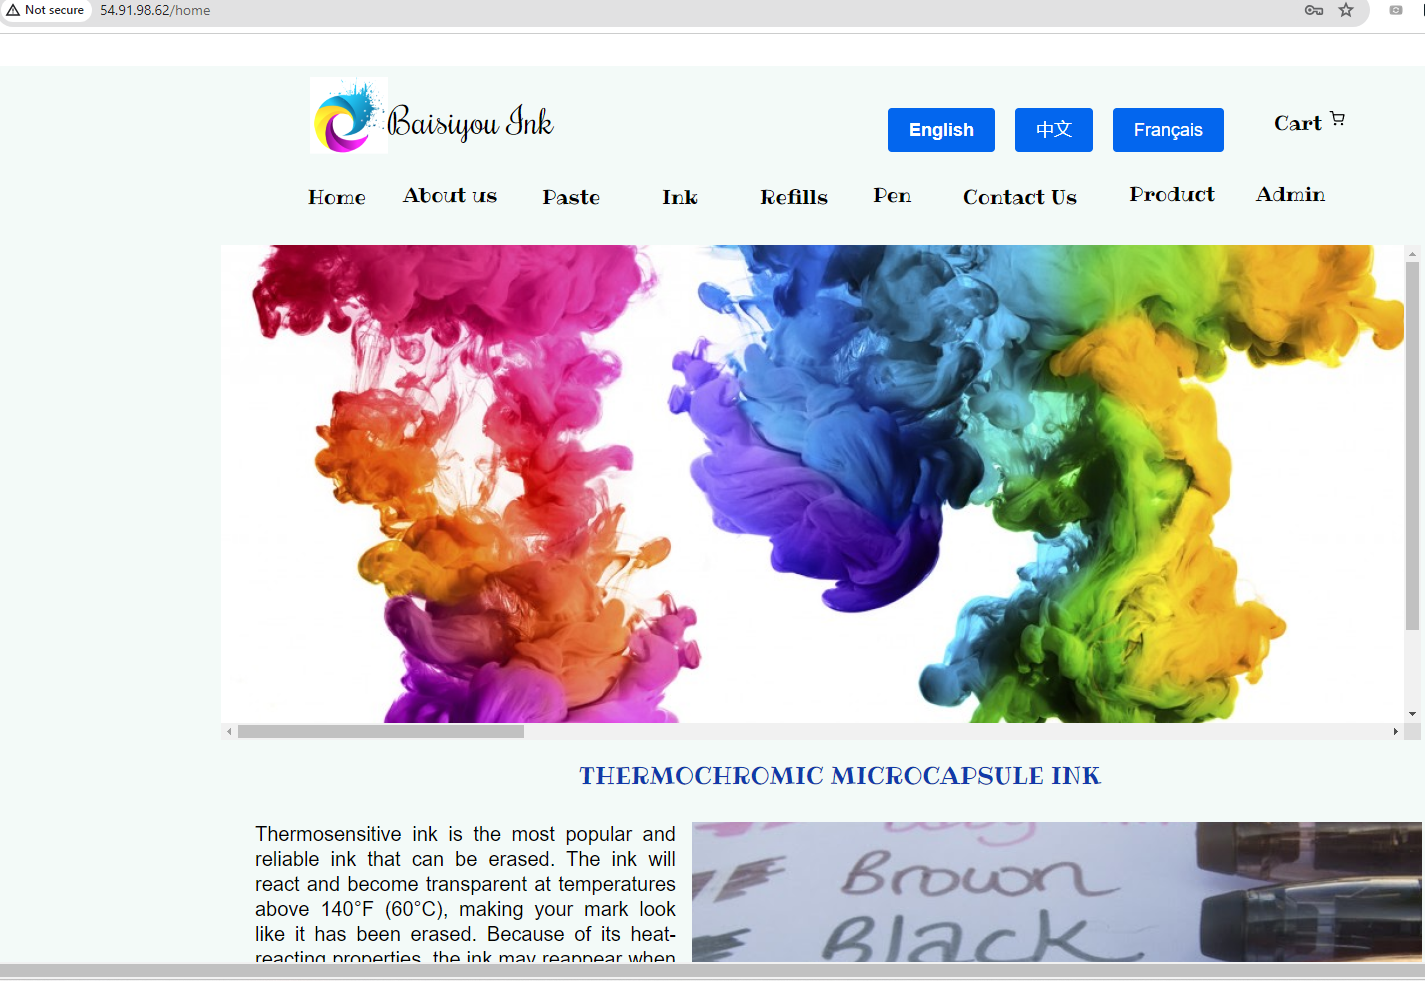 Not secure 54.91.98.62/home
Baisiyou Ink
English 中文 Français Cart
Home About us Paste Ink Refills Pen Contact Us Product Admin
THERMOCHROMIC MICROCAPSULE INK
Thermosensitive ink is the most popular and
reliable ink that can be erased. The ink will
react and become transparent at temperatures
above 140°F (60°C), making your mark look
like it has been erased. Because of its heat-
reacting properties, the ink may reappear when
Brown
Black